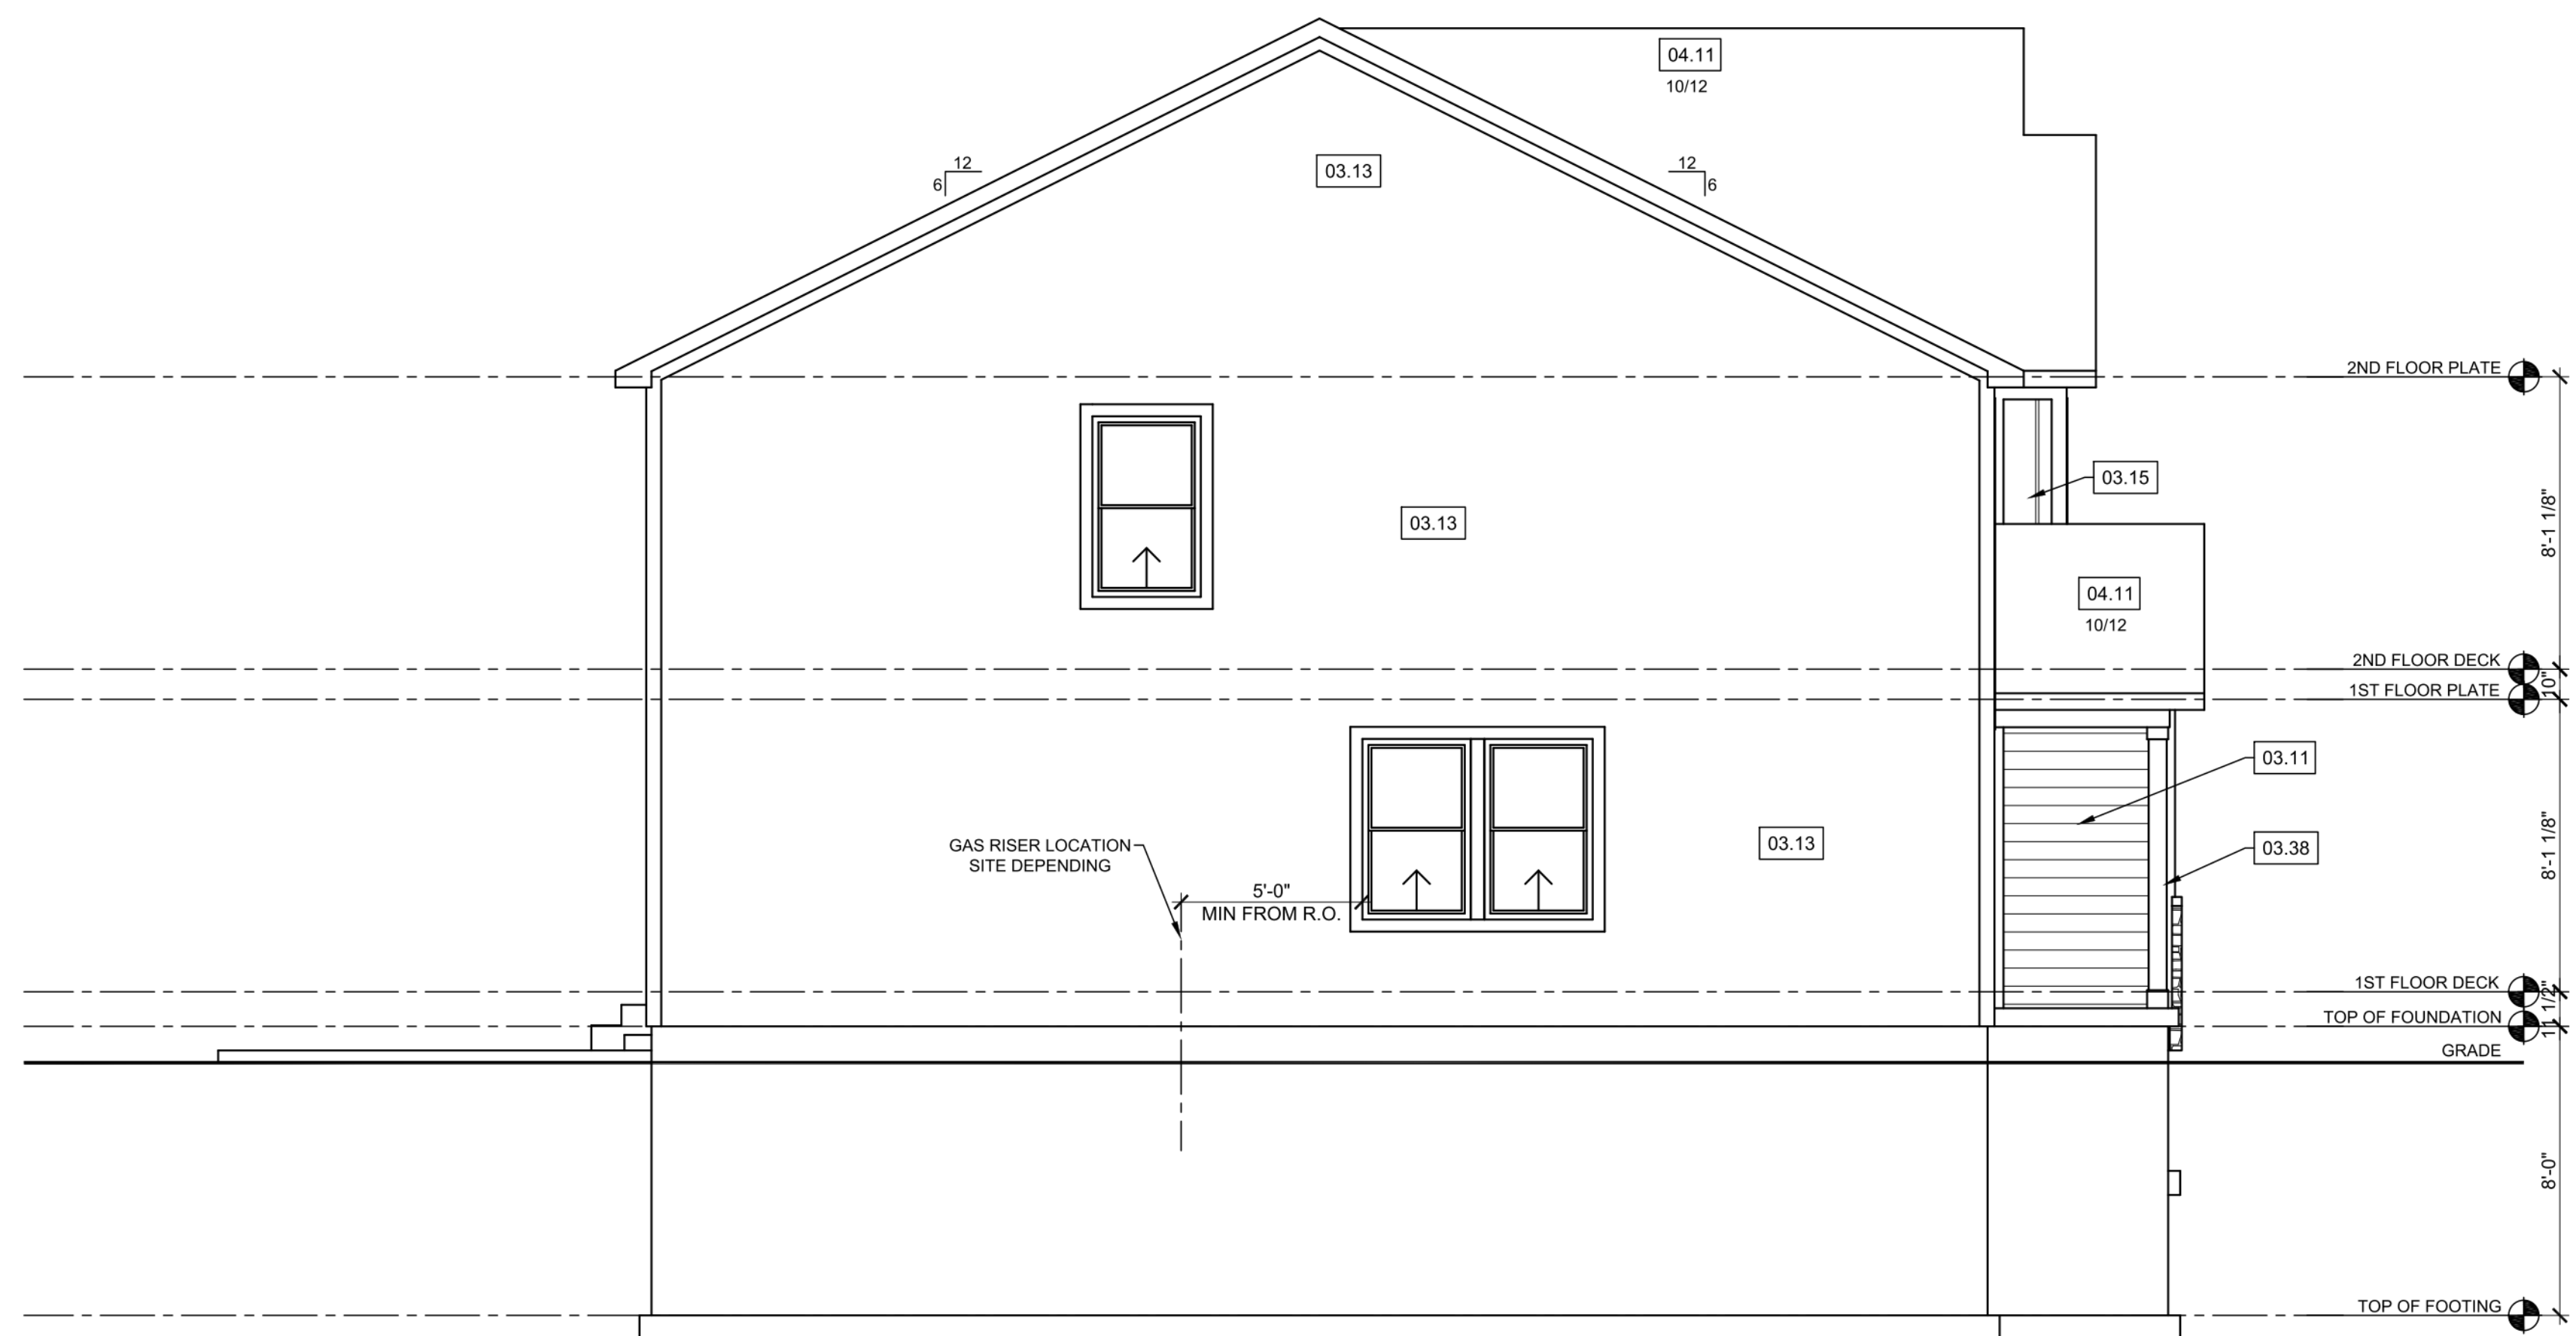 04.11
10/12
12
6
03.13
12
6
2ND FLOOR PLATE
03.15
03.13
8'-1 1/8"
04.11
10/12
2ND FLOOR DECK
10"
1ST FLOOR PLATE
03.11
03.13
03.38
8'-1 1/8"
GAS RISER LOCATION
SITE DEPENDING
5'-0"
MIN FROM R.O.
1ST FLOOR DECK
11 1/2"
TOP OF FOUNDATION
GRADE
8'-0"
TOP OF FOOTING